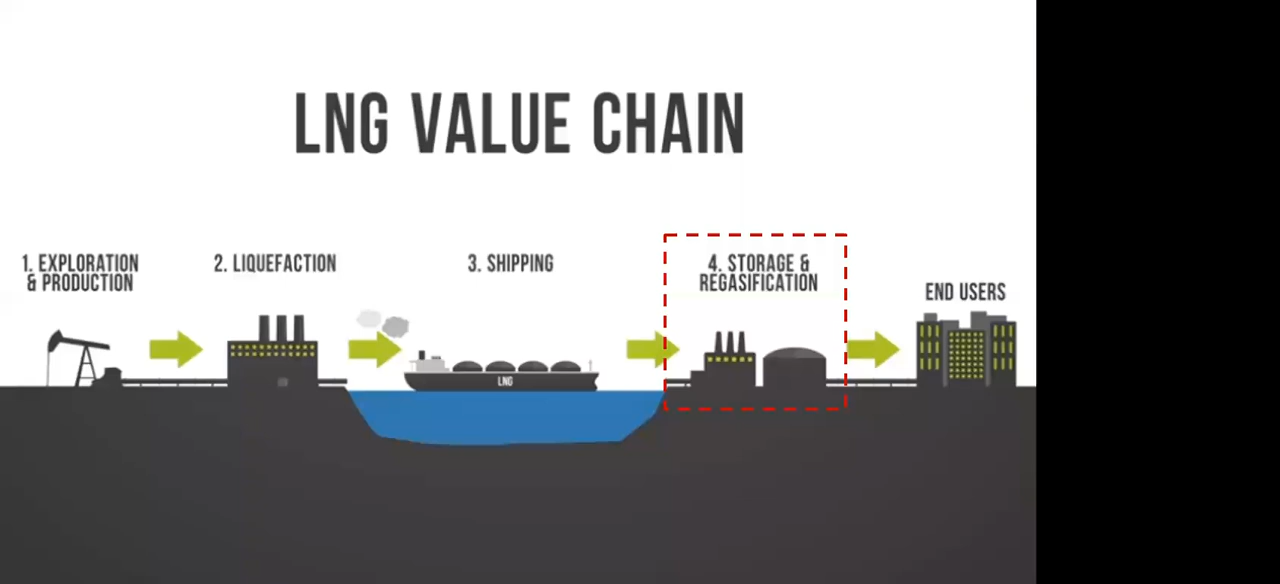 LNG VALUE CHAIN
1. EXPLORATION
& PRODUCTION
2. LIQUEFACTION
3. SHIPPING
4. STORAGE &
REGASIFICATION
END USERS
LNG